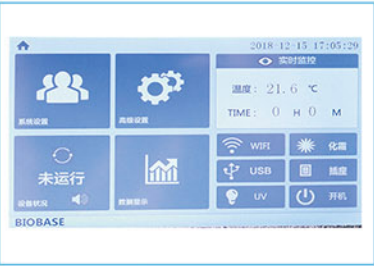 2018-12-15 17:05:29
实时监控
温度: 21.6 ℃
TIME: 0 H 0 M
系统设置
高级设置
WIFI
化霜
未运行
USB
插座
设备状况
数据显示
UV
开机
BIOBASE